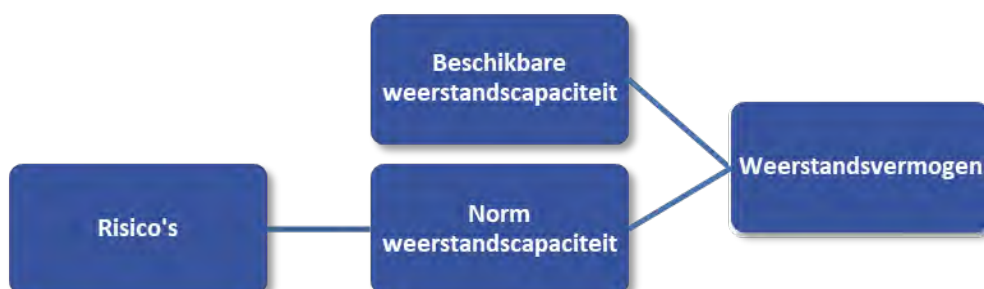 Beschikbare
weerstandscapaciteit
Weerstandsvermogen
Risico's
Norm
weerstandscapaciteit